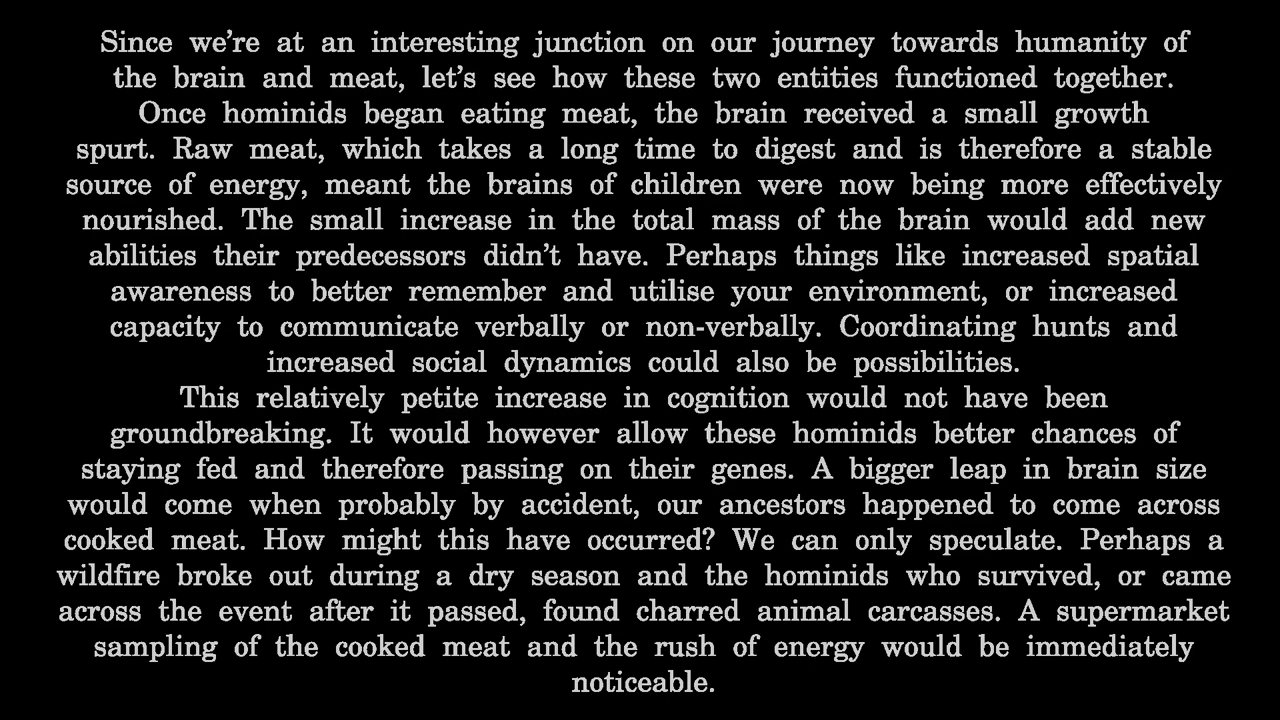 Since we're at an interesting junction on our journey towards humanity of
the brain and meat, let's see how these two entities functioned together.
Once hominids began eating meat, the brain received a small growth
spurt. Raw meat, which takes a long time to digest and is therefore a stable
source of energy, meant the brains of children were now being more effectively
nourished. The small increase in the total mass of the brain would add new
abilities their predecessors didn't have. Perhaps things like increased spatial
awareness to better remember and utilise your environment, or increased
capacity to communicate verbally or non-verbally. Coordinating hunts and
increased social dynamics could also be possibilities.
This relatively petite increase in cognition would not have been
groundbreaking. It would however allow these hominids better chances of
staying fed and therefore passing on their genes. A bigger leap in brain size
would come when probably by accident, our ancestors happened to come across
cooked meat. How might this have occurred? We can only speculate. Perhaps a
wildfire broke out during a dry season and the hominids who survived, or came
across the event after it passed, found charred animal carcasses. A supermarket
sampling of the cooked meat and the rush of energy would be immediately
noticeable.